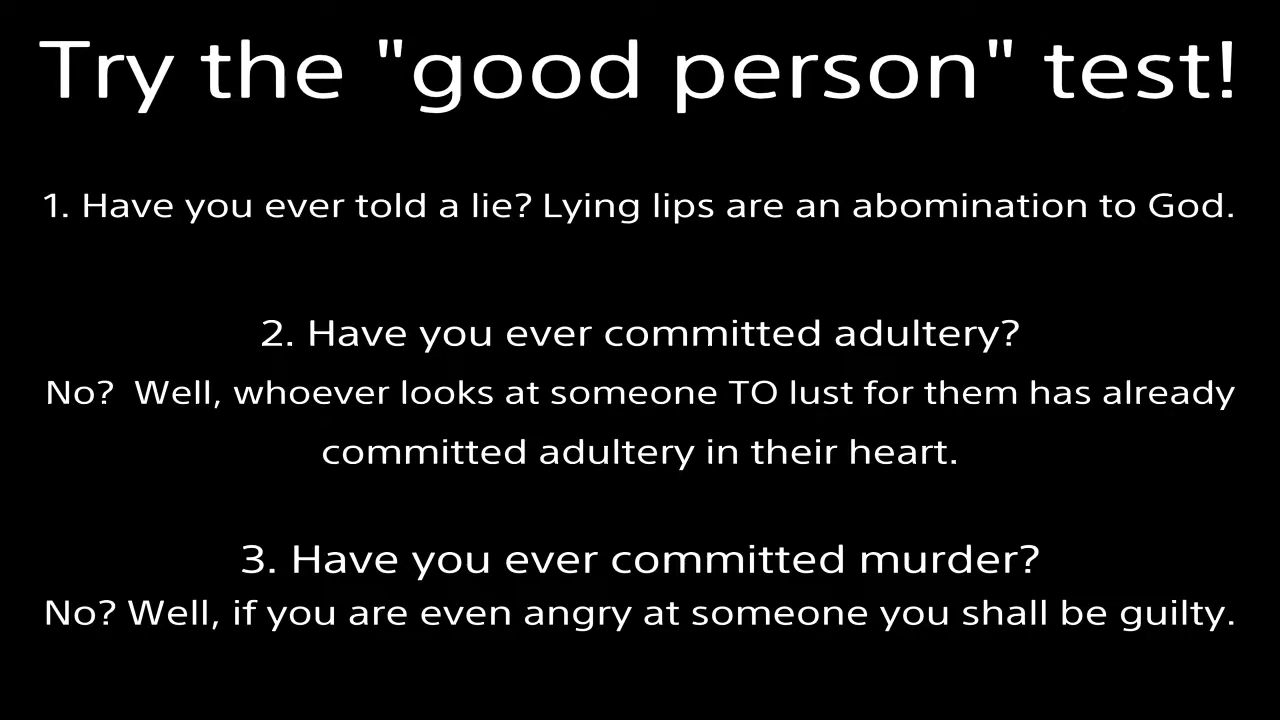 Try the "good person" test!
1. Have you ever told a lie? Lying lips are an abomination to God.
2. Have you ever committed adultery?
No?  Well, whoever looks at someone TO lust for them has already
committed adultery in their heart.
3. Have you ever committed murder?
No? Well, if you are even angry at someone you shall be guilty.